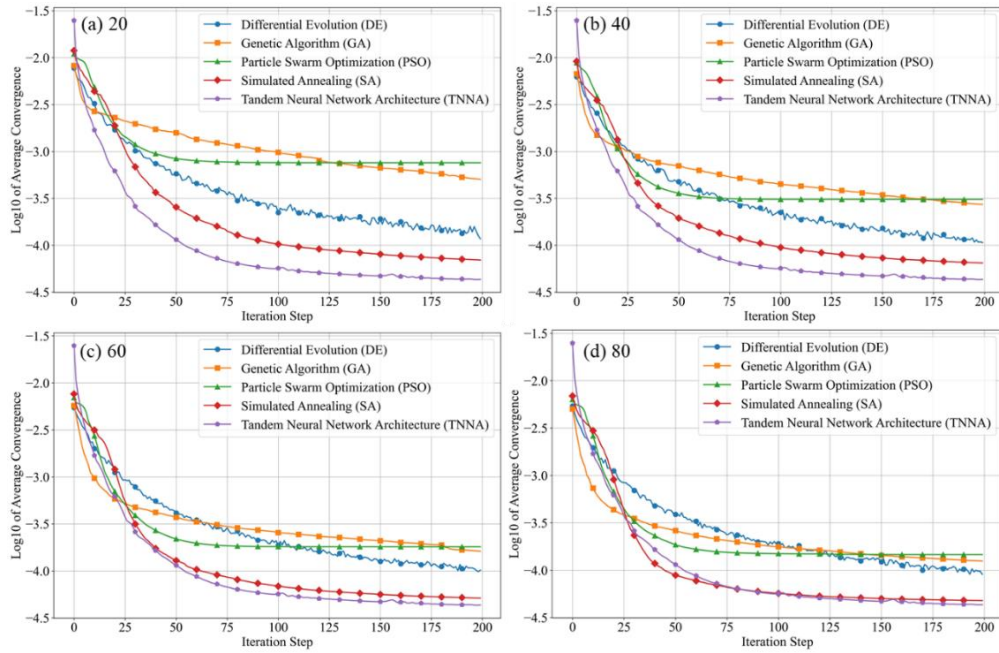 (a) 20
Differential Evolution (DE)
Genetic Algorithm (GA)
Particle Swarm Optimization (PSO)
Simulated Annealing (SA)
Tandem Neural Network Architecture (TNNA)
Log10 of Average Convergence
−1.5
−2.0
−2.5
−3.0
−3.5
−4.0
−4.5
0 25 50 75 100 125 150 175 200
Iteration Step
(b) 40
Differential Evolution (DE)
Genetic Algorithm (GA)
Particle Swarm Optimization (PSO)
Simulated Annealing (SA)
Tandem Neural Network Architecture (TNNA)
Log10 of Average Convergence
−1.5
−2.0
−2.5
−3.0
−3.5
−4.0
−4.5
0 25 50 75 100 125 150 175 200
Iteration Step
(c) 60
Differential Evolution (DE)
Genetic Algorithm (GA)
Particle Swarm Optimization (PSO)
Simulated Annealing (SA)
Tandem Neural Network Architecture (TNNA)
Log10 of Average Convergence
−1.5
−2.0
−2.5
−3.0
−3.5
−4.0
−4.5
0 25 50 75 100 125 150 175 200
Iteration Step
(d) 80
Differential Evolution (DE)
Genetic Algorithm (GA)
Particle Swarm Optimization (PSO)
Simulated Annealing (SA)
Tandem Neural Network Architecture (TNNA)
Log10 of Average Convergence
−1.5
−2.0
−2.5
−3.0
−3.5
−4.0
−4.5
0 25 50 75 100 125 150 175 200
Iteration Step